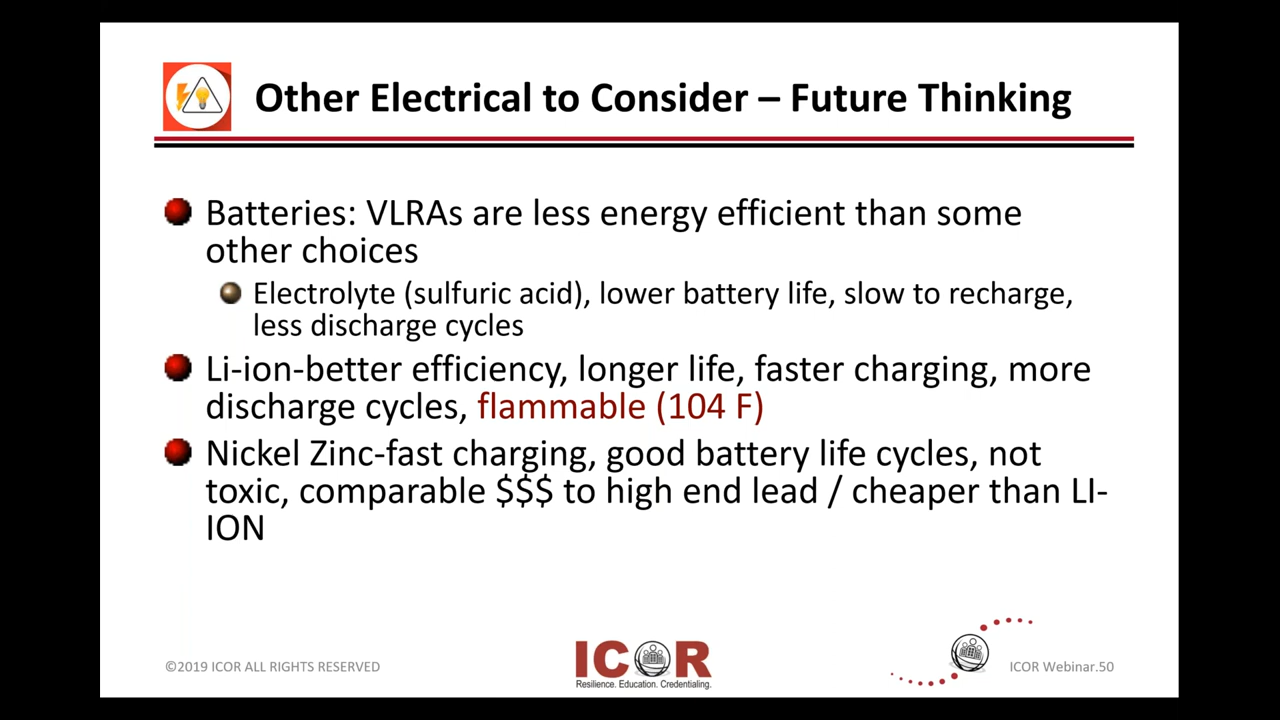 Other Electrical to Consider – Future Thinking
Batteries: VLRAs are less energy efficient than some
other choices
Electrolyte (sulfuric acid), lower battery life, slow to recharge,
less discharge cycles
Li-ion-better efficiency, longer life, faster charging, more
discharge cycles, flammable (104 F)
Nickel Zinc-fast charging, good battery life cycles, not
toxic, comparable $$$ to high end lead / cheaper than LI-
ION
©2019 ICOR ALL RIGHTS RESERVED
ICOR
Resilience. Education. Credentialing.
ICOR Webinar.50